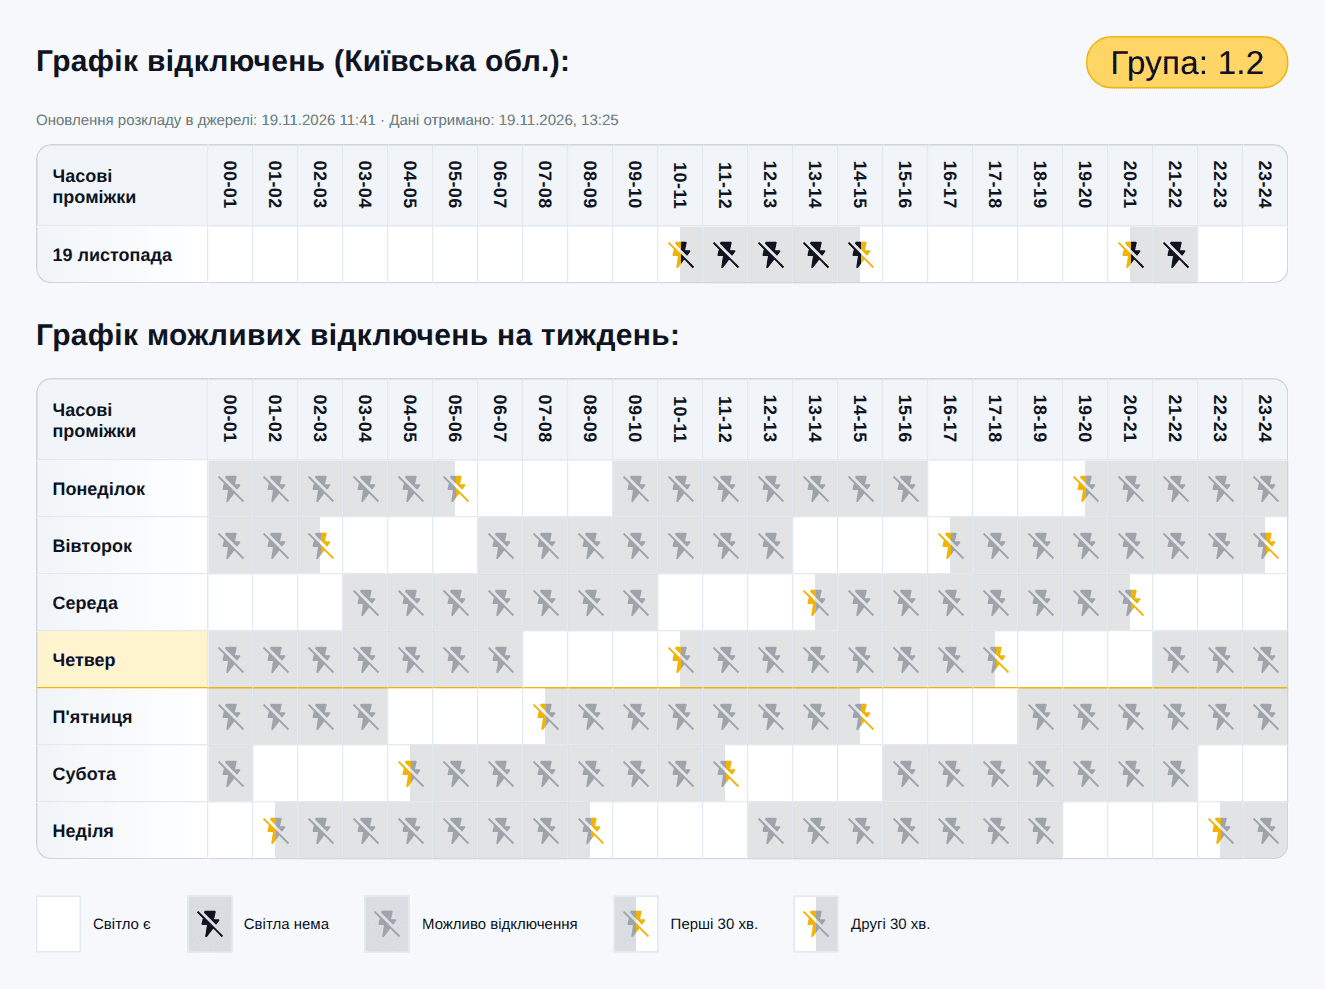 Графік відключень (Київська обл.):
Група: 1.2
Оновлення розкладу в джерелі: 19.11.2026 11:41 · Дані отримано: 19.11.2026, 13:25
Часові проміжки 00-01 01-02 02-03 03-04 04-05 05-06 06-07 07-08 08-09 09-10 10-11 11-12 12-13 13-14 14-15 15-16 16-17 17-18 18-19 19-20 20-21 21-22 22-23 23-24
19 листопада
Графік можливих відключень на тиждень:
Часові проміжки 00-01 01-02 02-03 03-04 04-05 05-06 06-07 07-08 08-09 09-10 10-11 11-12 12-13 13-14 14-15 15-16 16-17 17-18 18-19 19-20 20-21 21-22 22-23 23-24
Понеділок
Вівторок
Середа
Четвер
П'ятниця
Субота
Неділя
Світло є Світла нема Можливо відключення Перші 30 хв. Другі 30 хв.